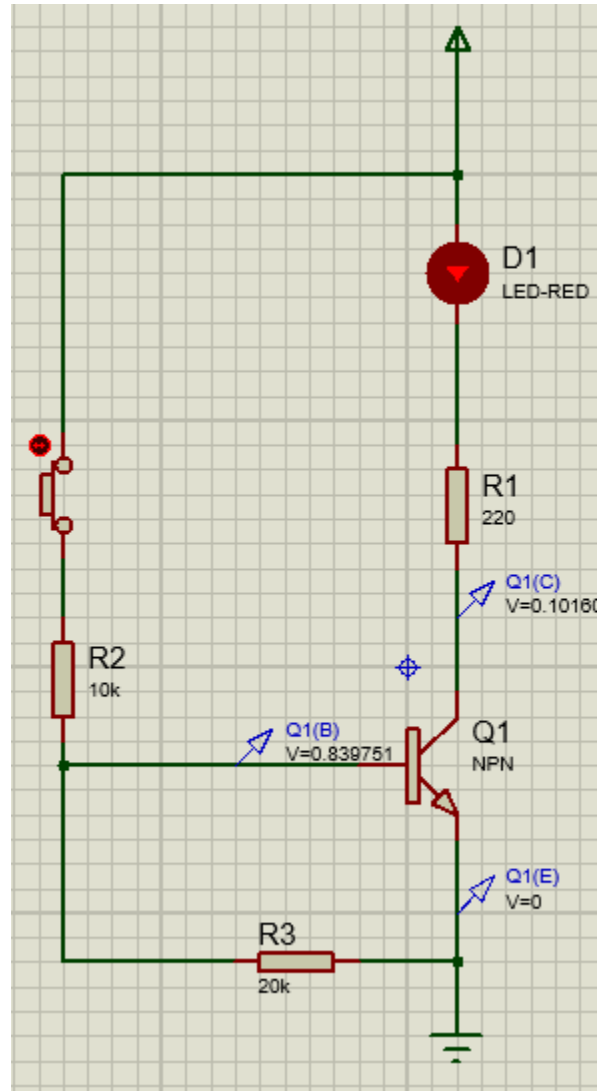 D1
LED-RED
R1
220
Q1(C)
V=0.10160
R2
10k
Q1(B)
V=0.839751
Q1
NPN
Q1(E)
V=0
R3
20k